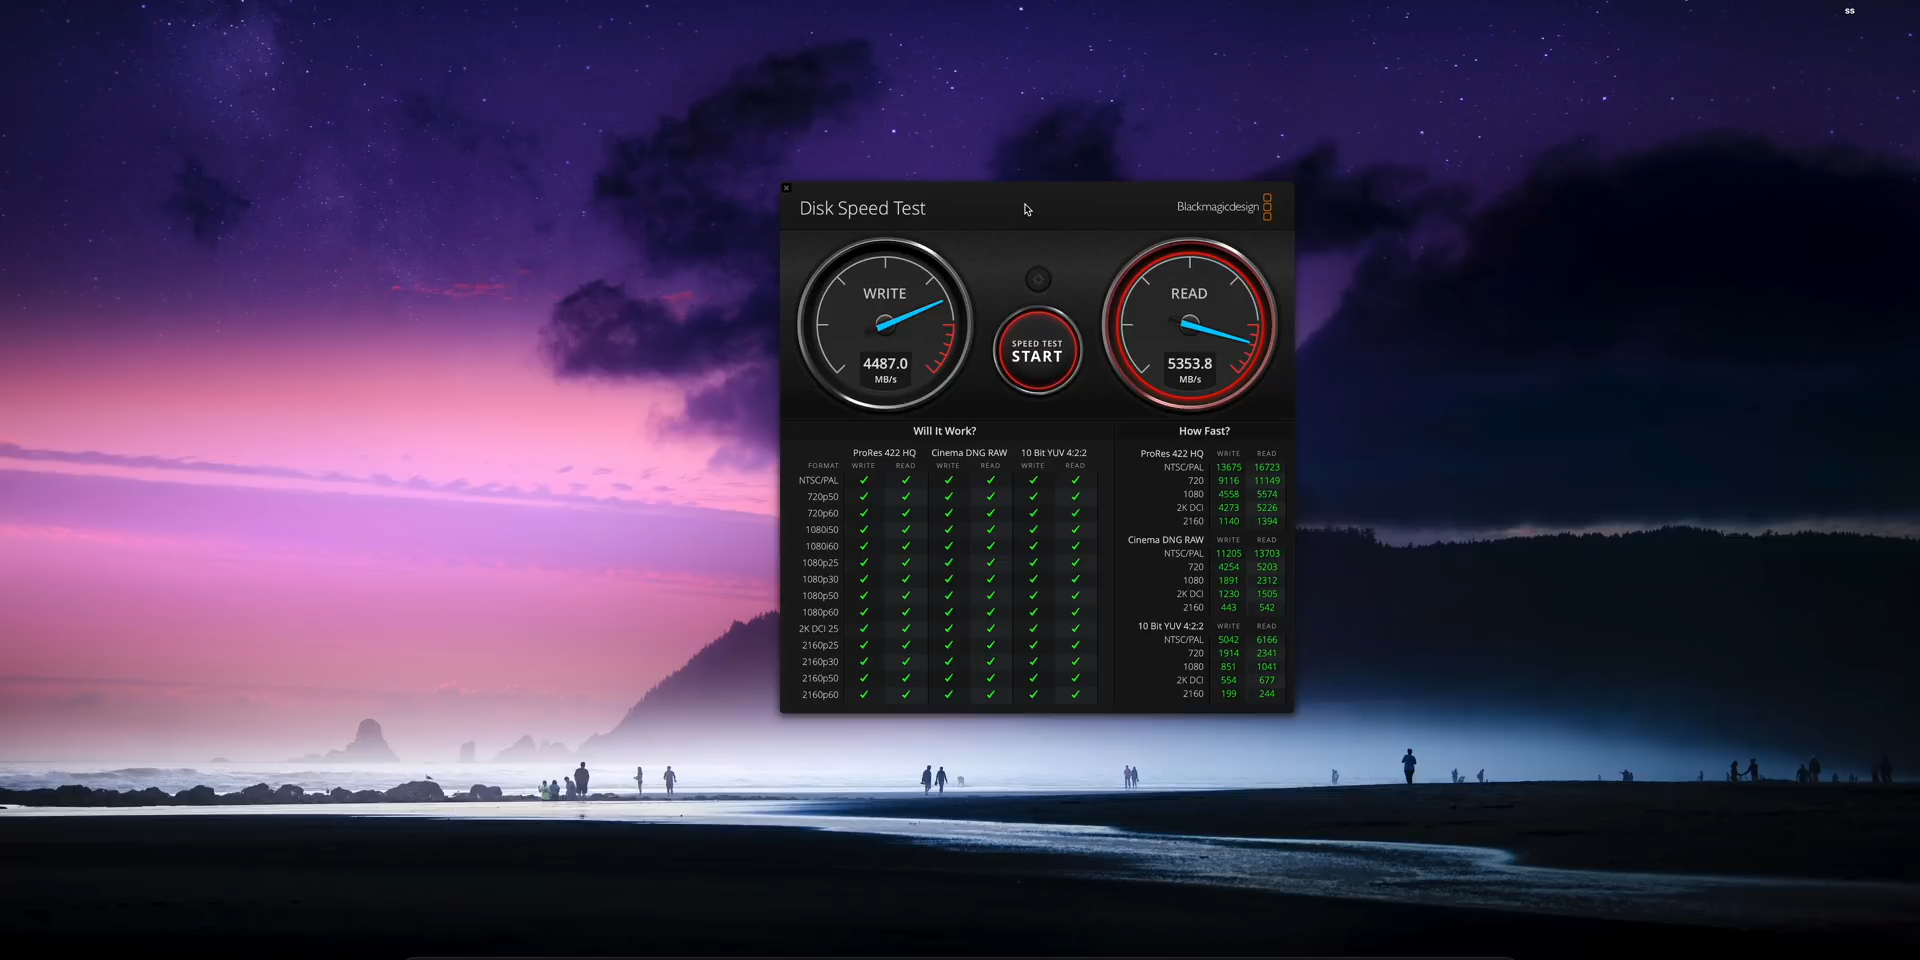 ss
Disk Speed Test
Blackmagicdesign
WRITE
4487.0
MB/s
SPEED TEST
START
READ
5353.8
MB/s
Will It Work?
ProRes 422 HQ Cinema DNG RAW 10 Bit YUV 4:2:2
FORMAT WRITE READ WRITE READ WRITE READ
NTSC/PAL ✓ ✓ ✓ ✓ ✓ ✓
720p50 ✓ ✓ ✓ ✓ ✓ ✓
720p60 ✓ ✓ ✓ ✓ ✓ ✓
1080i50 ✓ ✓ ✓ ✓ ✓ ✓
1080i60 ✓ ✓ ✓ ✓ ✓ ✓
1080p25 ✓ ✓ ✓ ✓ ✓ ✓
1080p30 ✓ ✓ ✓ ✓ ✓ ✓
1080p50 ✓ ✓ ✓ ✓ ✓ ✓
1080p60 ✓ ✓ ✓ ✓ ✓ ✓
2K DCI 25 ✓ ✓ ✓ ✓ ✓ ✓
2160p25 ✓ ✓ ✓ ✓ ✓ ✓
2160p30 ✓ ✓ ✓ ✓ ✓ ✓
2160p50 ✓ ✓ ✓ ✓ ✓ ✓
2160p60 ✓ ✓ ✓ ✓ ✓ ✓
How Fast?
ProRes 422 HQ WRITE READ
NTSC/PAL 13675 16723
720 9116 11149
1080 4558 5574
2K DCI 4273 5226
2160 1140 1394
Cinema DNG RAW WRITE READ
NTSC/PAL 11205 13703
720 4254 5203
1080 1891 2312
2K DCI 1230 1505
2160 443 542
10 Bit YUV 4:2:2 WRITE READ
NTSC/PAL 5042 6166
720 1914 2341
1080 851 1041
2K DCI 554 677
2160 199 244